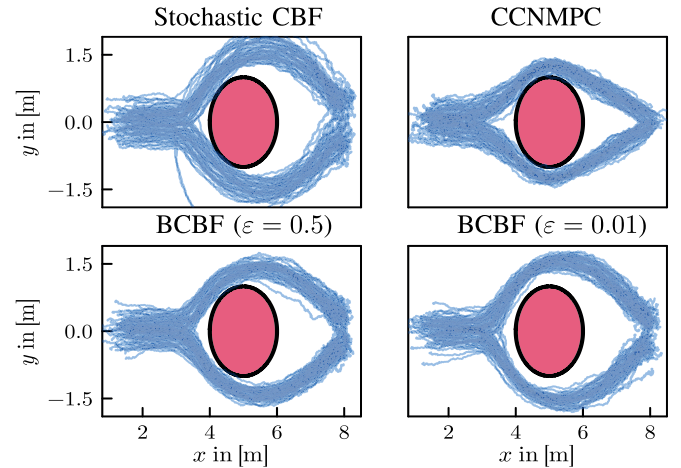 Stochastic CBF CCNMPC
1.5
0.0
−1.5
y in [m]
BCBF (ε = 0.5) BCBF (ε = 0.01)
1.5
0.0
−1.5
y in [m]
2 4 6 8 2 4 6 8
x in [m] x in [m]